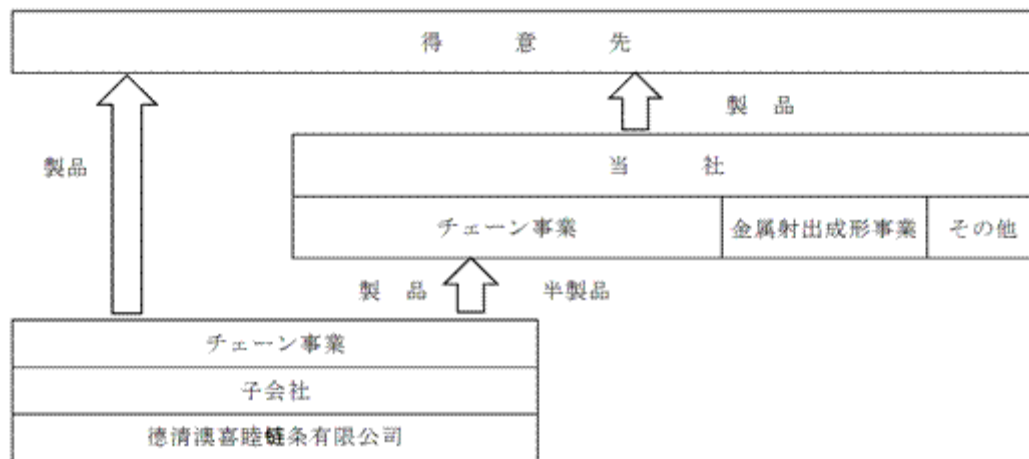 得意先
製品
製品
当社
チェーン事業
金属射出成形事業
その他
製品
半製品
チェーン事業
子会社
德清澳喜睦链条有限公司